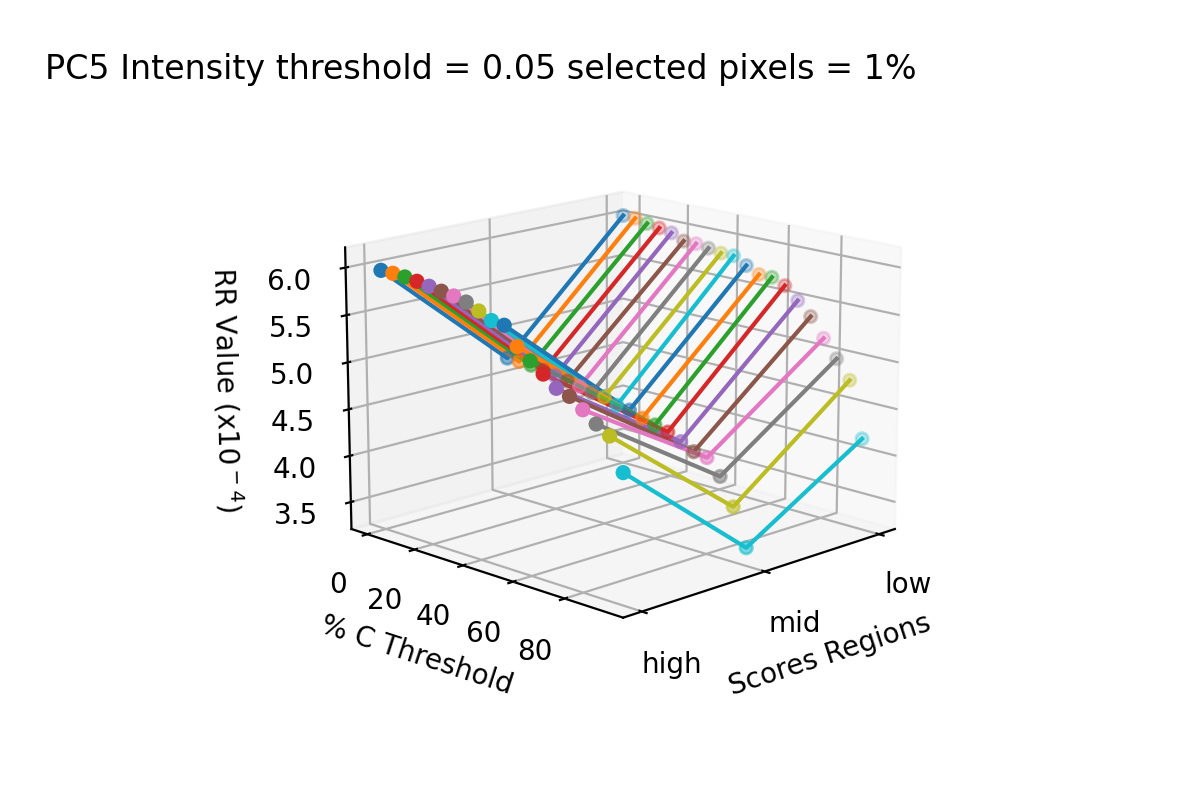 PC5 Intensity threshold = 0.05 selected pixels = 1%
RR Value (x10⁻⁴)
6.0
5.5
5.0
4.5
4.0
3.5
0
20
40
60
80
% C Threshold
high
mid
low
Scores Regions